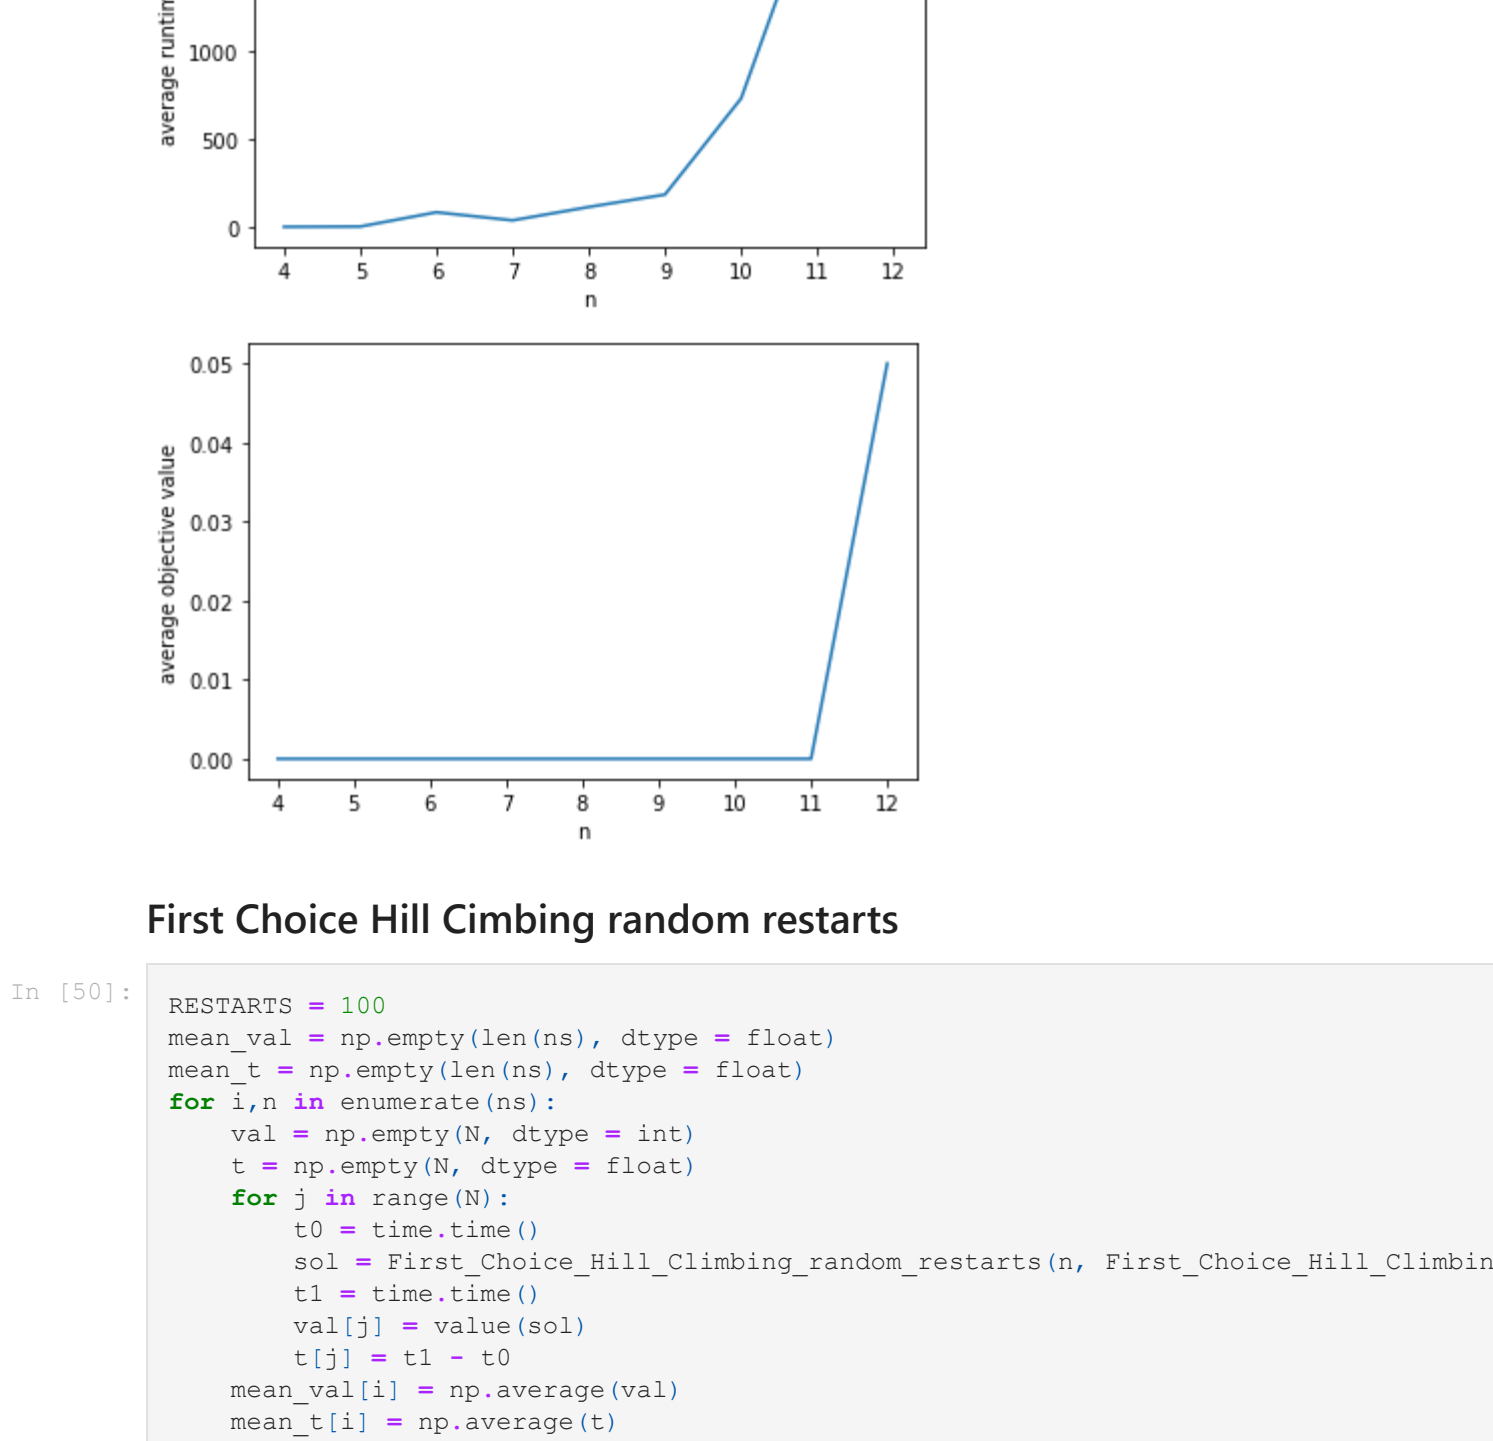 average runtim
1000
500
0
4 5 6 7 8 9 10 11 12
n
0.05
0.04
0.03
0.02
0.01
0.00
average objective value
4 5 6 7 8 9 10 11 12
n
First Choice Hill Cimbing random restarts
In [50]:
RESTARTS = 100
mean_val = np.empty(len(ns), dtype = float)
mean_t = np.empty(len(ns), dtype = float)
for i,n in enumerate(ns):
    val = np.empty(N, dtype = int)
    t = np.empty(N, dtype = float)
    for j in range(N):
        t0 = time.time()
        sol = First_Choice_Hill_Climbing_random_restarts(n, First_Choice_Hill_Climbin
        t1 = time.time()
        val[j] = value(sol)
        t[j] = t1 - t0
    mean_val[i] = np.average(val)
    mean_t[i] = np.average(t)